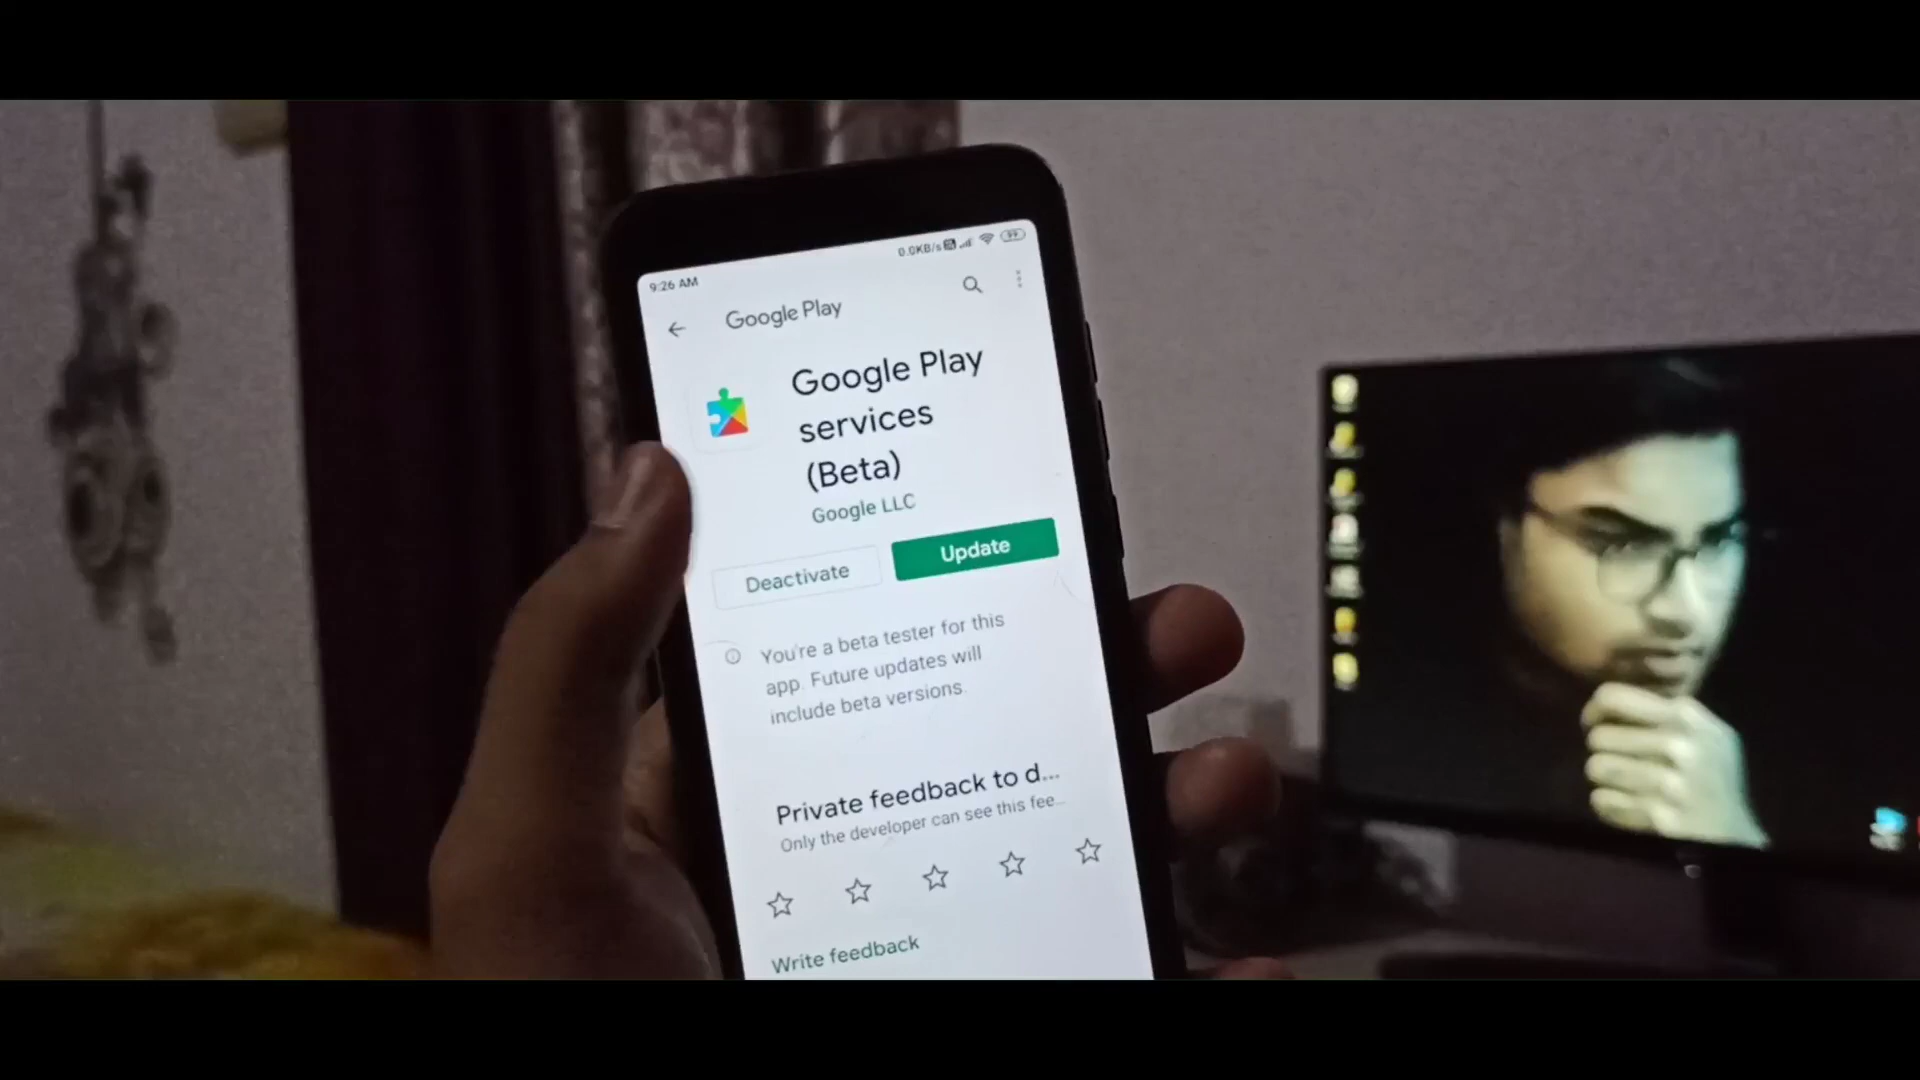 9:26 AM 0.0KB/s 99
Google Play
Google Play
services
(Beta)
Google LLC
Deactivate Update
You're a beta tester for this
app. Future updates will
include beta versions.
Private feedback to d...
Only the developer can see this fee...
Write feedback